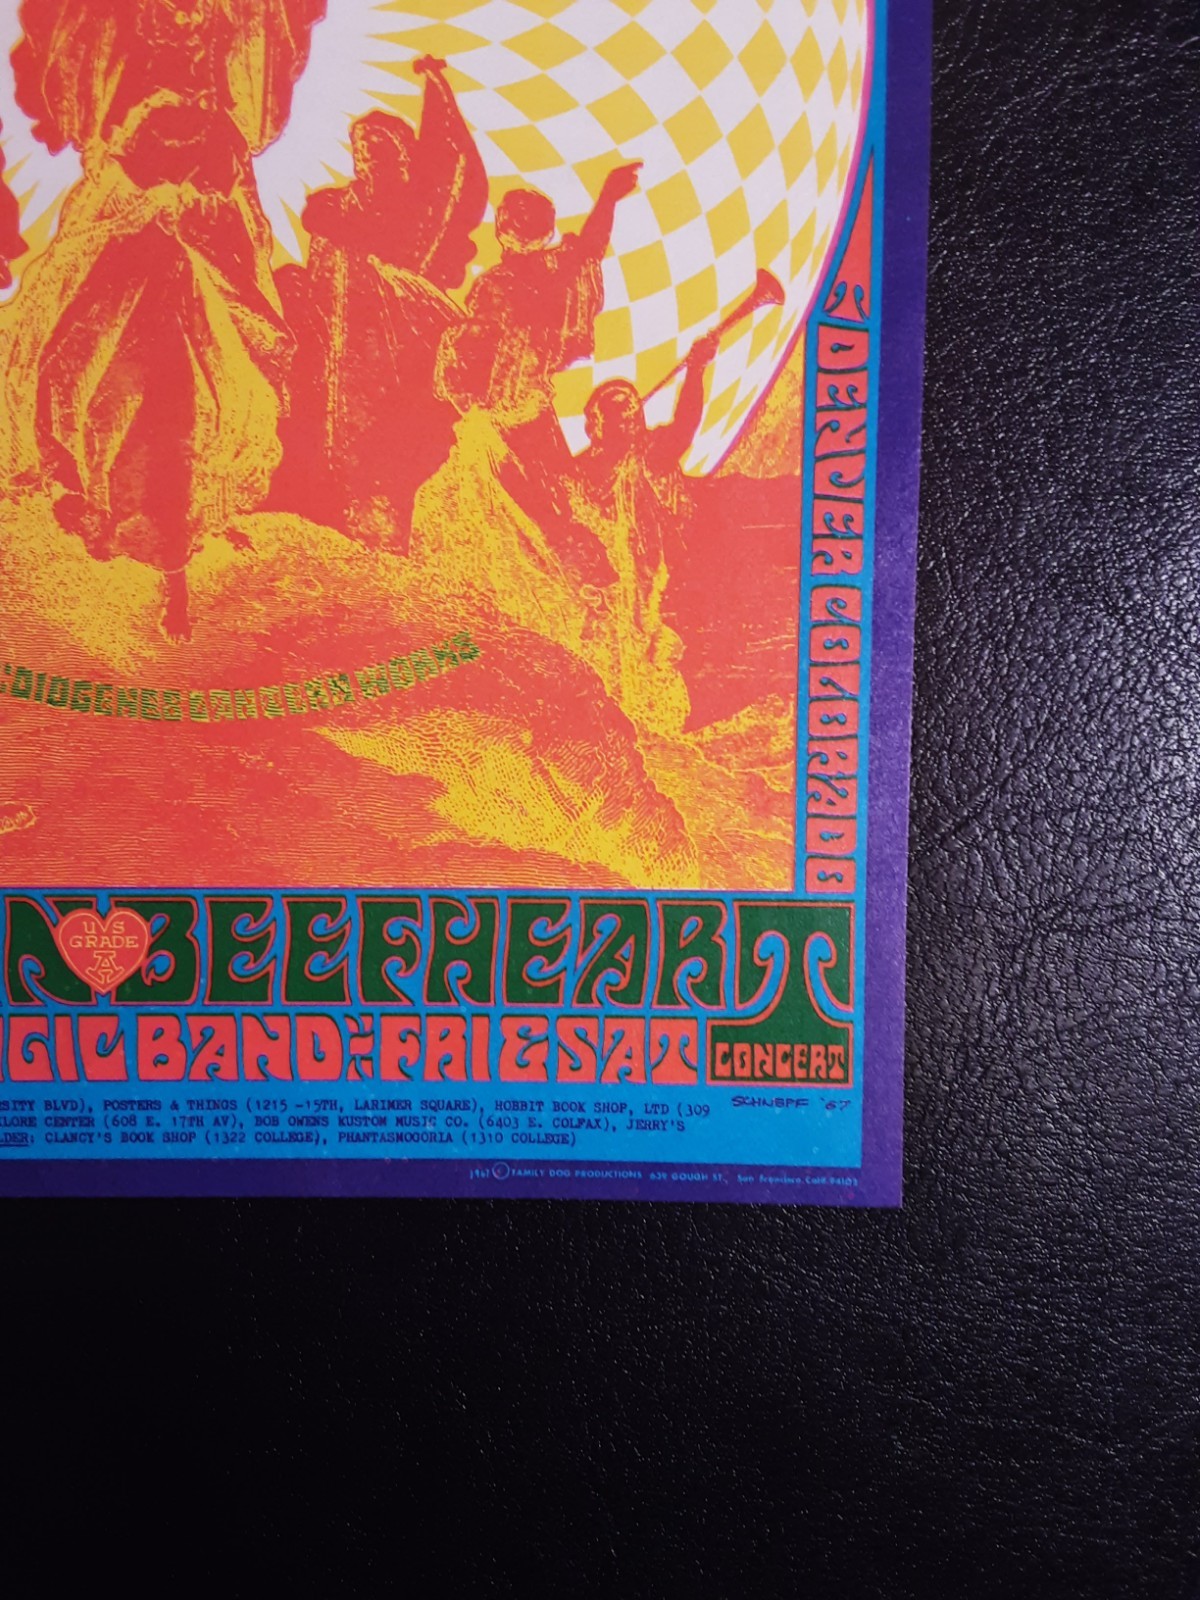 DENVER COLORADO
DIOGENES LANTERN WORKS
N BEEFHEART
U.S
GRADE
A
GIC BAND FRI & SAT CONCERT
SITY BLVD), POSTERS & THINGS (1215 -15TH, LARIMER SQUARE), HOBBIT BOOK SHOP, LTD (309
KLORE CENTER (608 E. 17TH AV), BOB OWENS KUSTOM MUSIC CO. (6403 E. COLFAX), JERRY'S
LDER: CLANCY'S BOOK SHOP (1322 COLLEGE), PHANTASMOGORIA (1310 COLLEGE)
SCHNEPF '67
1967 © FAMILY DOG PRODUCTIONS 639 GOUGH ST., San Francisco, Calif. 94102